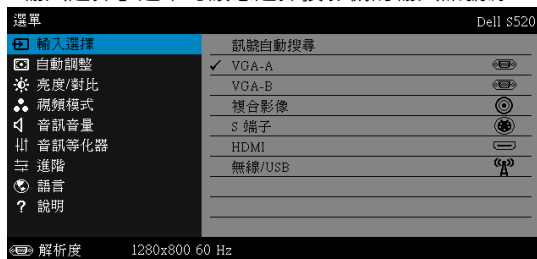 選單 Dell S520
輸入選擇 訊號自動搜尋
自動調整 ✓ VGA-A
亮度/對比 VGA-B
視頻模式 複合影像
音訊音量 S 端子
音訊等化器 HDMI
進階 無線/USB
語言
? 說明
解析度 1280x800 60 Hz